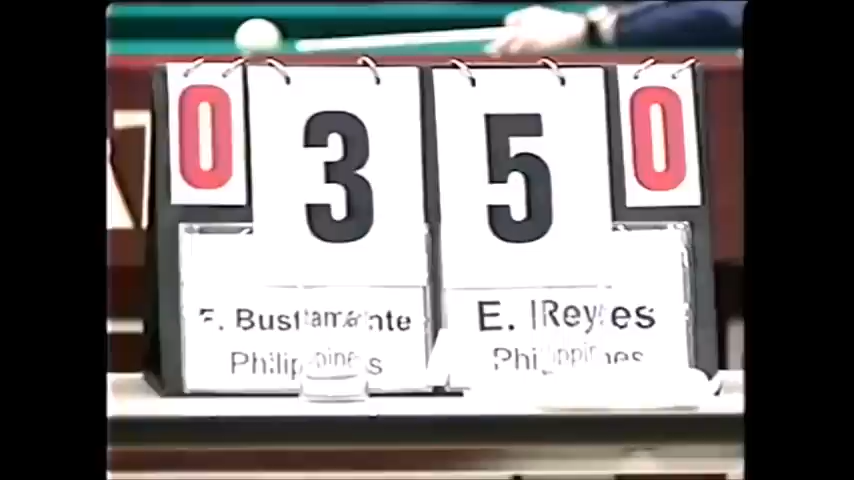 0 3 5 0
F. Bustamante
E. Reyes
Philippines
Philippines